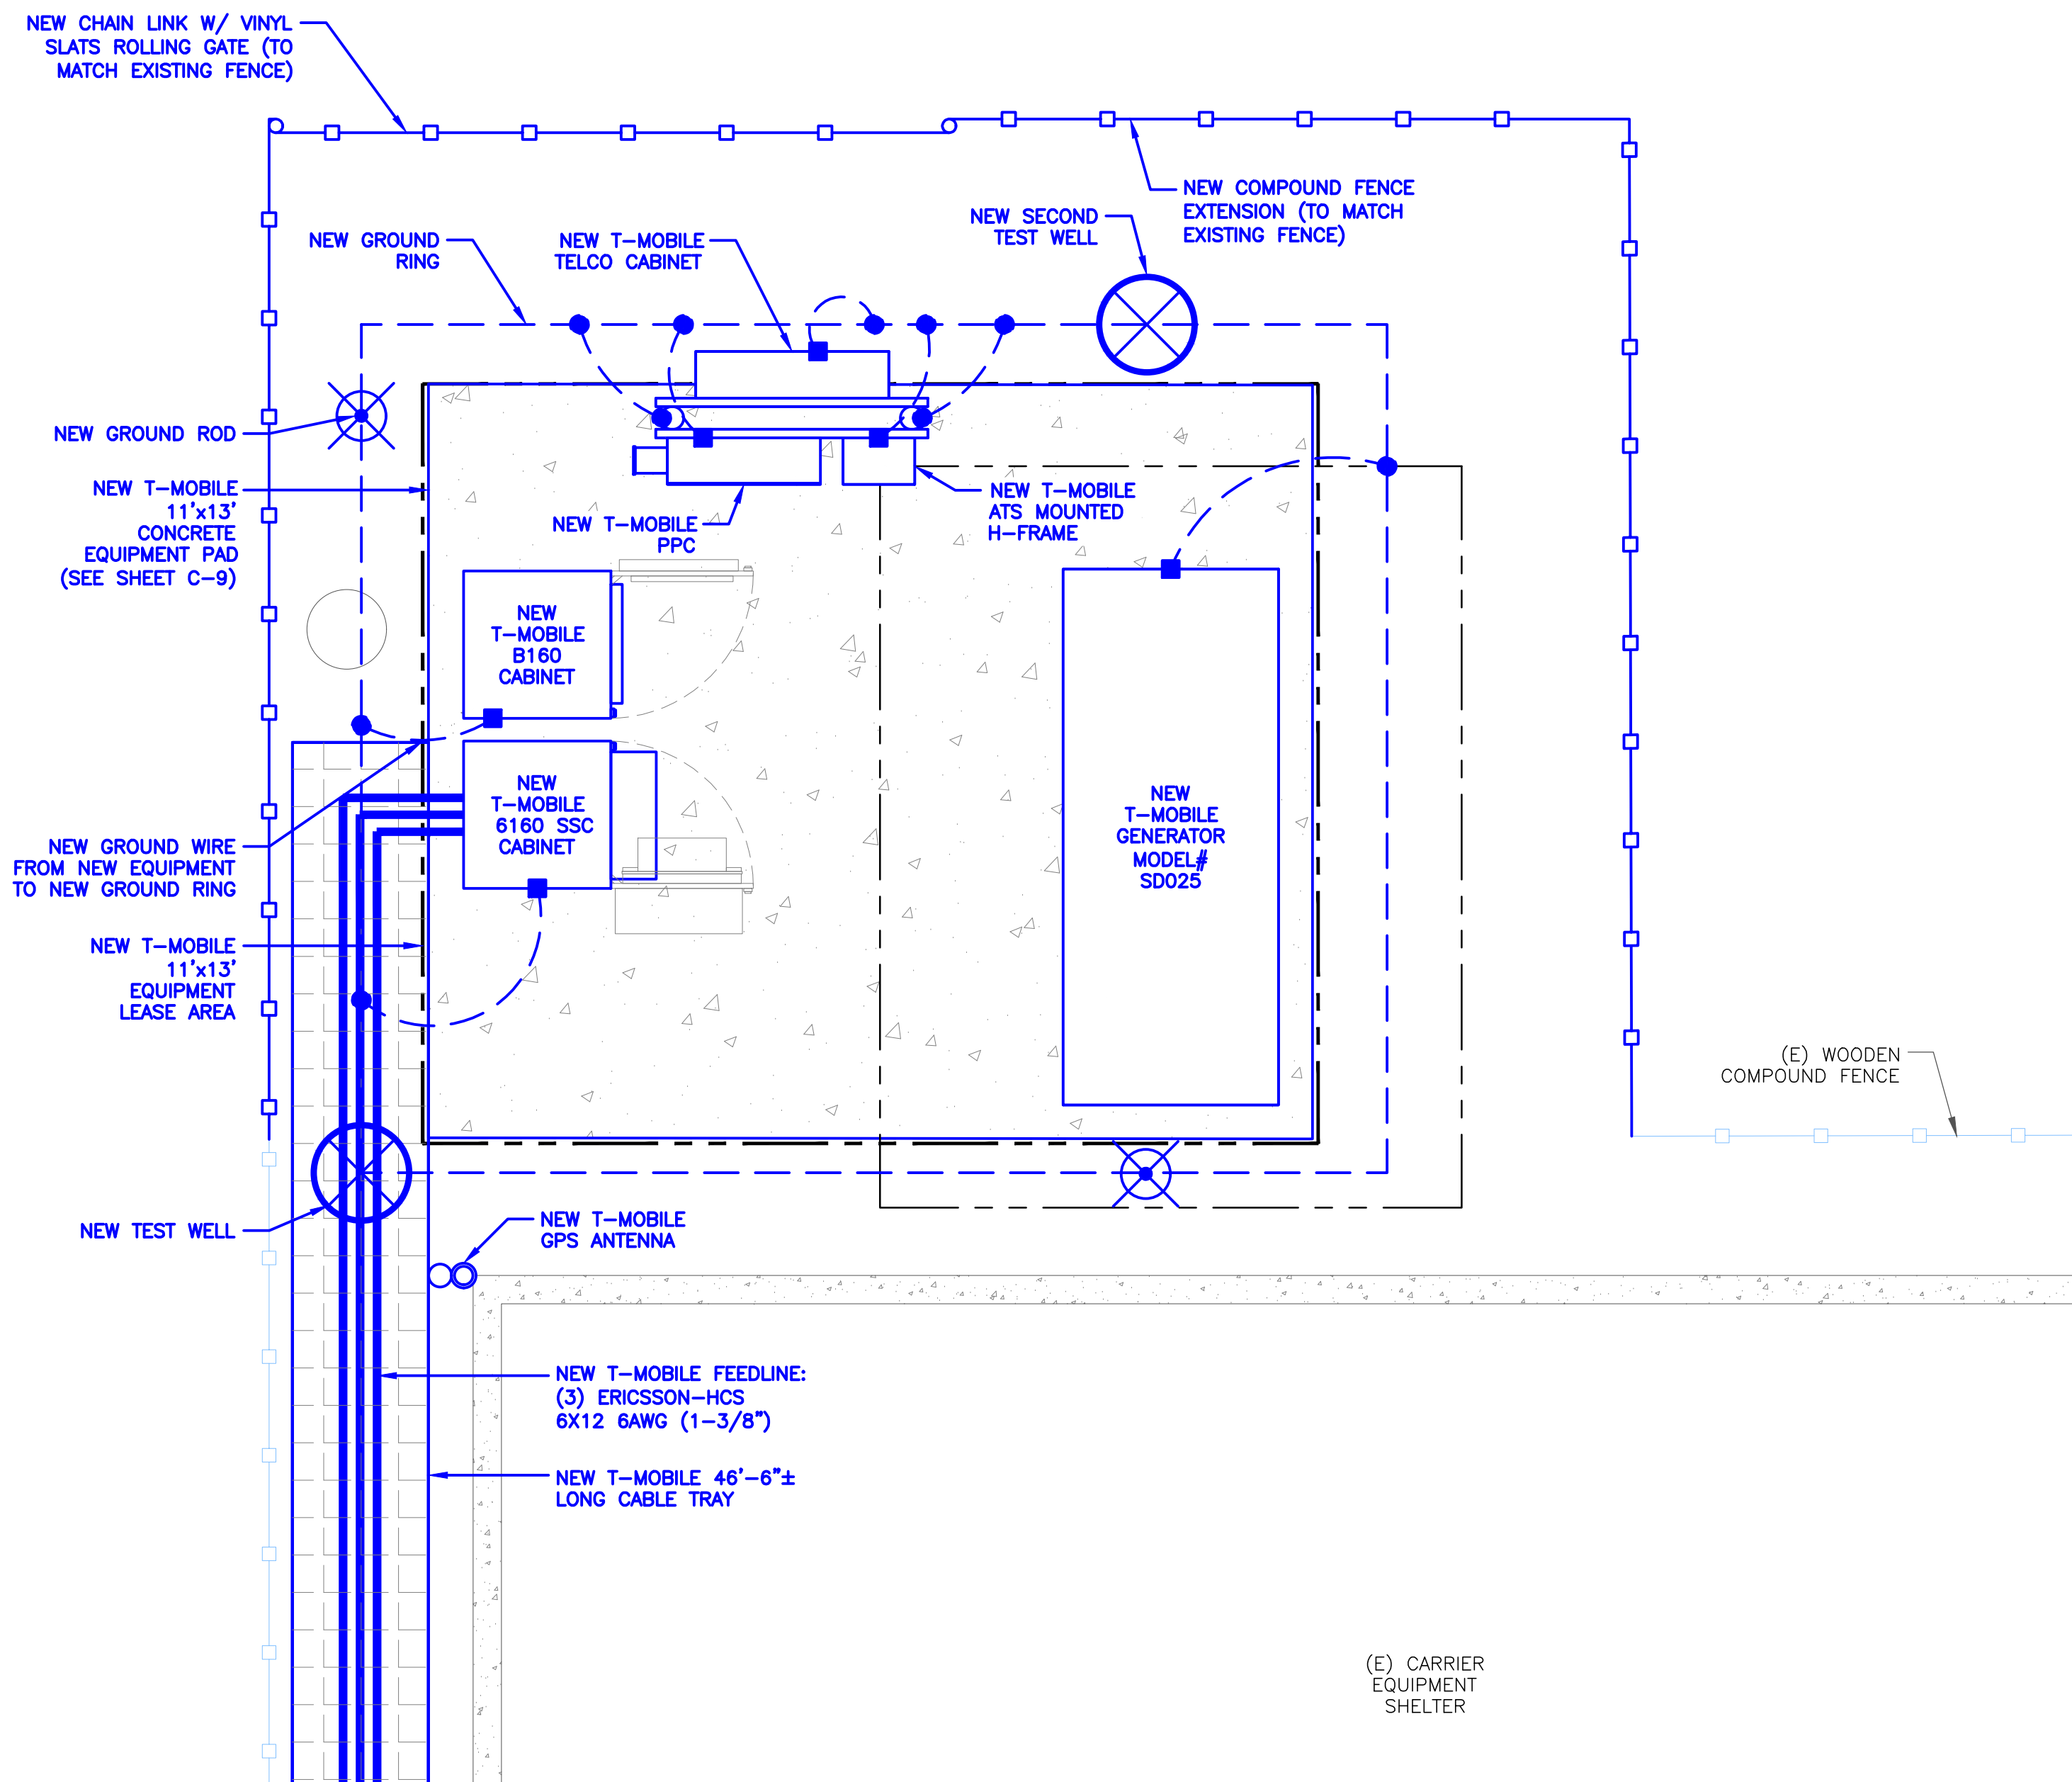 NEW CHAIN LINK W/ VINYL
SLATS ROLLING GATE (TO
MATCH EXISTING FENCE)
NEW COMPOUND FENCE
EXTENSION (TO MATCH
EXISTING FENCE)
NEW SECOND
TEST WELL
NEW GROUND
RING
NEW T-MOBILE
TELCO CABINET
NEW GROUND ROD
NEW T-MOBILE
11'x13'
CONCRETE
EQUIPMENT PAD
(SEE SHEET C-9)
NEW T-MOBILE
PPC
NEW T-MOBILE
ATS MOUNTED
H-FRAME
NEW
T-MOBILE
B160
CABINET
NEW
T-MOBILE
6160 SSC
CABINET
NEW
T-MOBILE
GENERATOR
MODEL#
SD025
NEW GROUND WIRE
FROM NEW EQUIPMENT
TO NEW GROUND RING
NEW T-MOBILE
11'x13'
EQUIPMENT
LEASE AREA
(E) WOODEN
COMPOUND FENCE
NEW TEST WELL
NEW T-MOBILE
GPS ANTENNA
NEW T-MOBILE FEEDLINE:
(3) ERICSSON-HCS
6X12 6AWG (1-3/8")
NEW T-MOBILE 46'-6"±
LONG CABLE TRAY
(E) CARRIER
EQUIPMENT
SHELTER